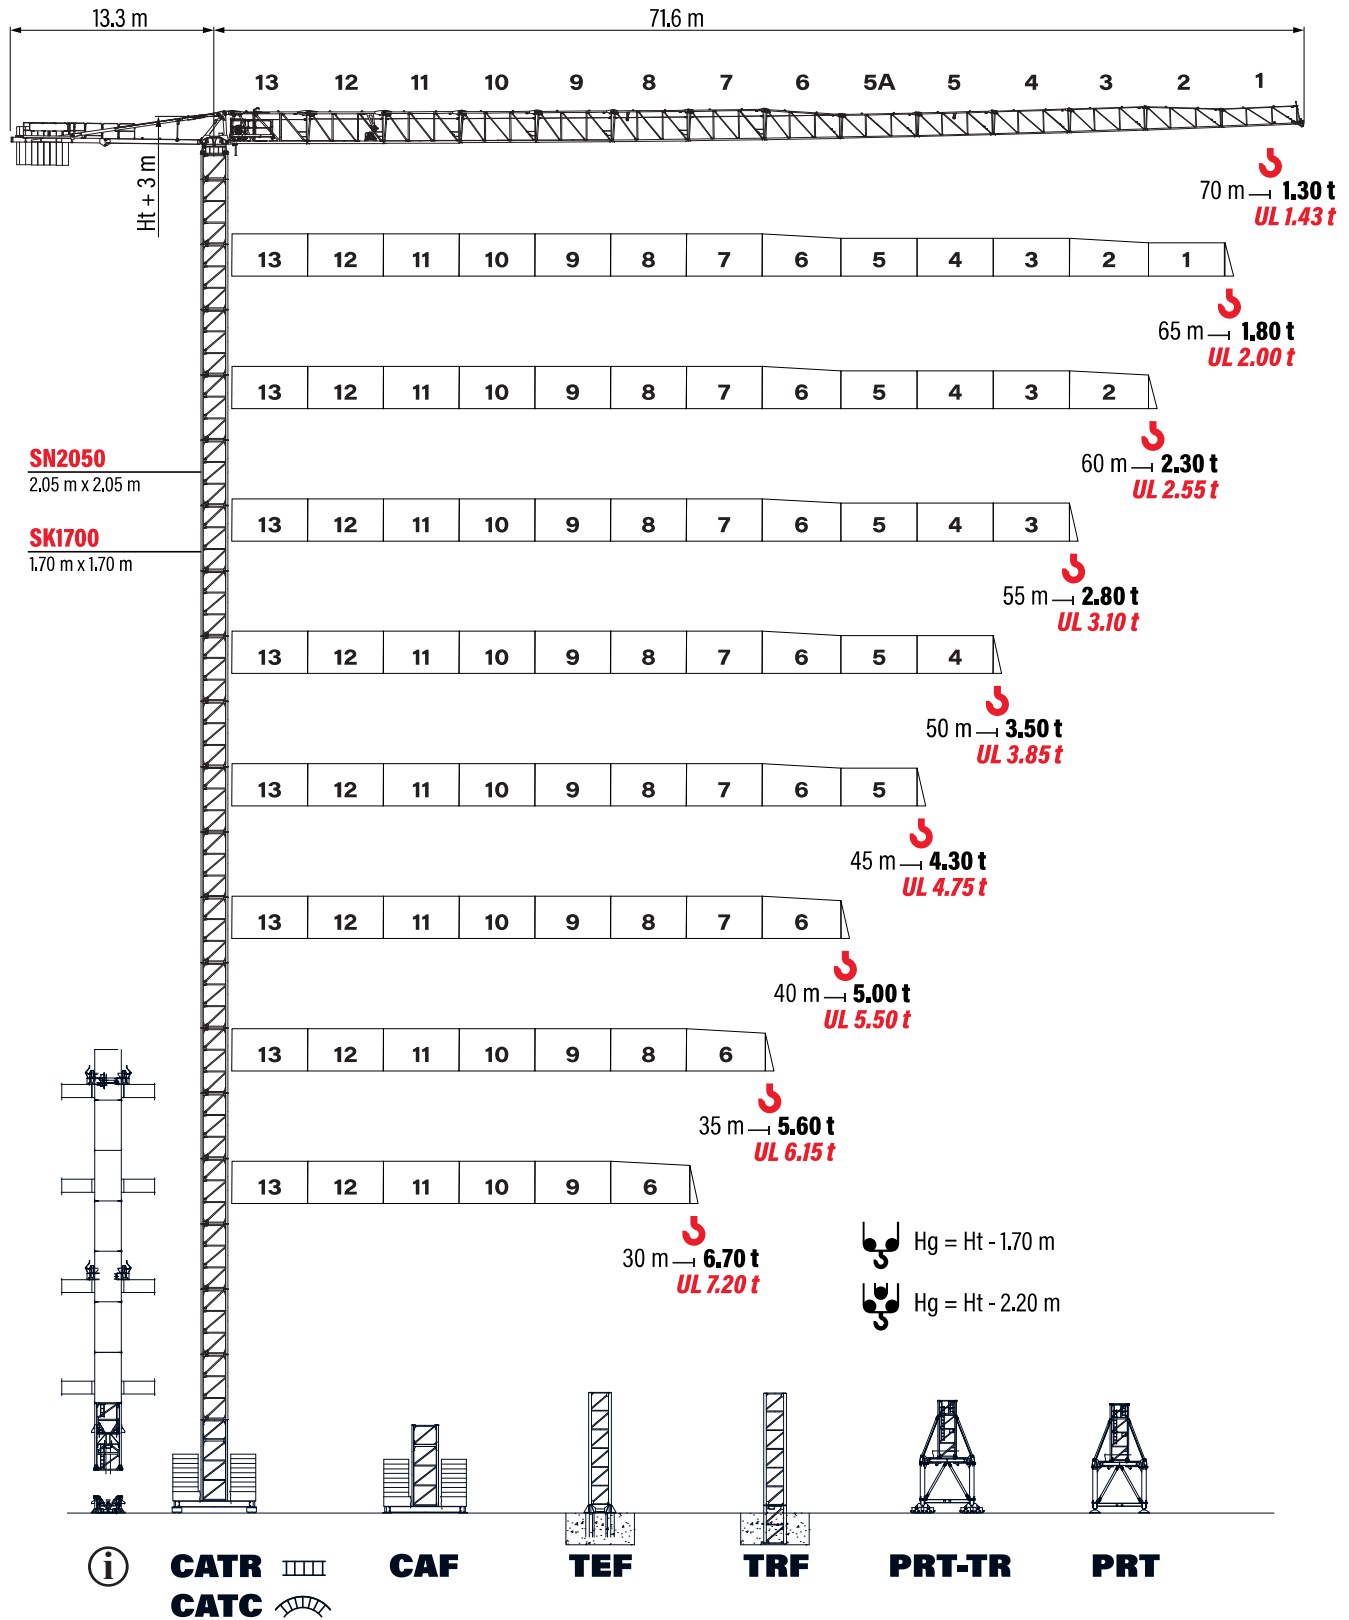 13.3 m 71.6 m
13 12 11 10 9 8 7 6 5A 5 4 3 2 1
Ht + 3 m
70 m 1.30 t
UL 1.43 t
13 12 11 10 9 8 7 6 5 4 3 2 1
65 m 1.80 t
UL 2.00 t
13 12 11 10 9 8 7 6 5 4 3 2
60 m 2.30 t
UL 2.55 t
SN2050
2.05 m x 2.05 m
13 12 11 10 9 8 7 6 5 4 3
SK1700
1.70 m x 1.70 m
55 m 2.80 t
UL 3.10 t
13 12 11 10 9 8 7 6 5 4
50 m 3.50 t
UL 3.85 t
13 12 11 10 9 8 7 6 5
45 m 4.30 t
UL 4.75 t
13 12 11 10 9 8 7 6
40 m 5.00 t
UL 5.50 t
13 12 11 10 9 8 6
35 m 5.60 t
UL 6.15 t
13 12 11 10 9 6
30 m 6.70 t
UL 7.20 t
Hg = Ht - 1.70 m
Hg = Ht - 2.20 m
i CATR CAF TEF TRF PRT-TR PRT
CATC